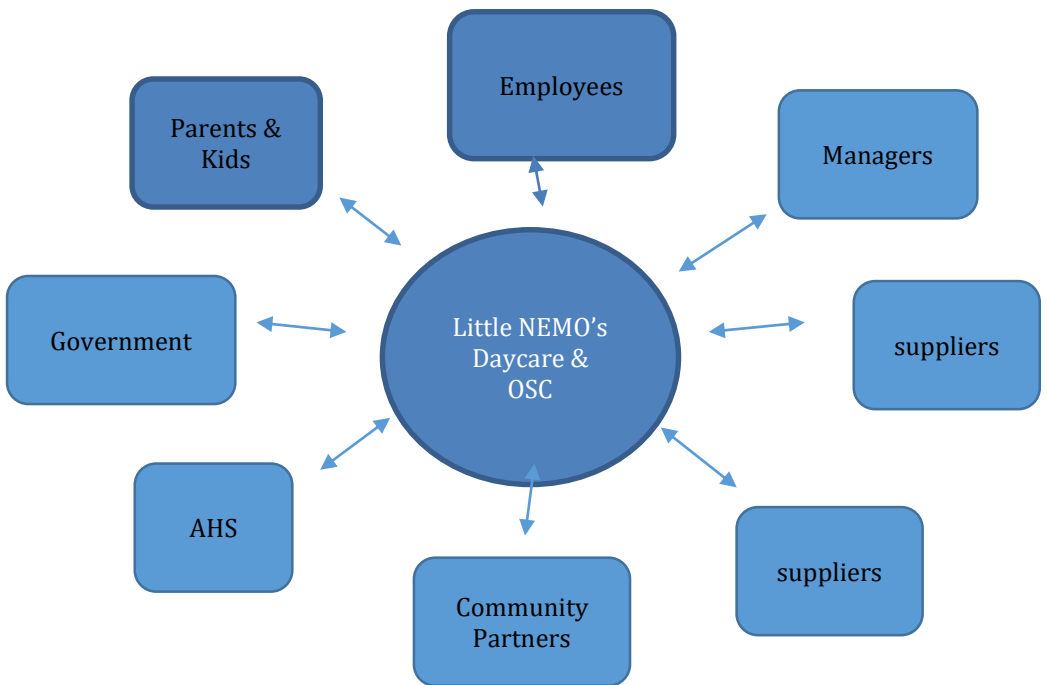 Employees
Parents &
Kids
Managers
Government
Little NEMO’s
Daycare &
OSC
suppliers
AHS
suppliers
Community
Partners